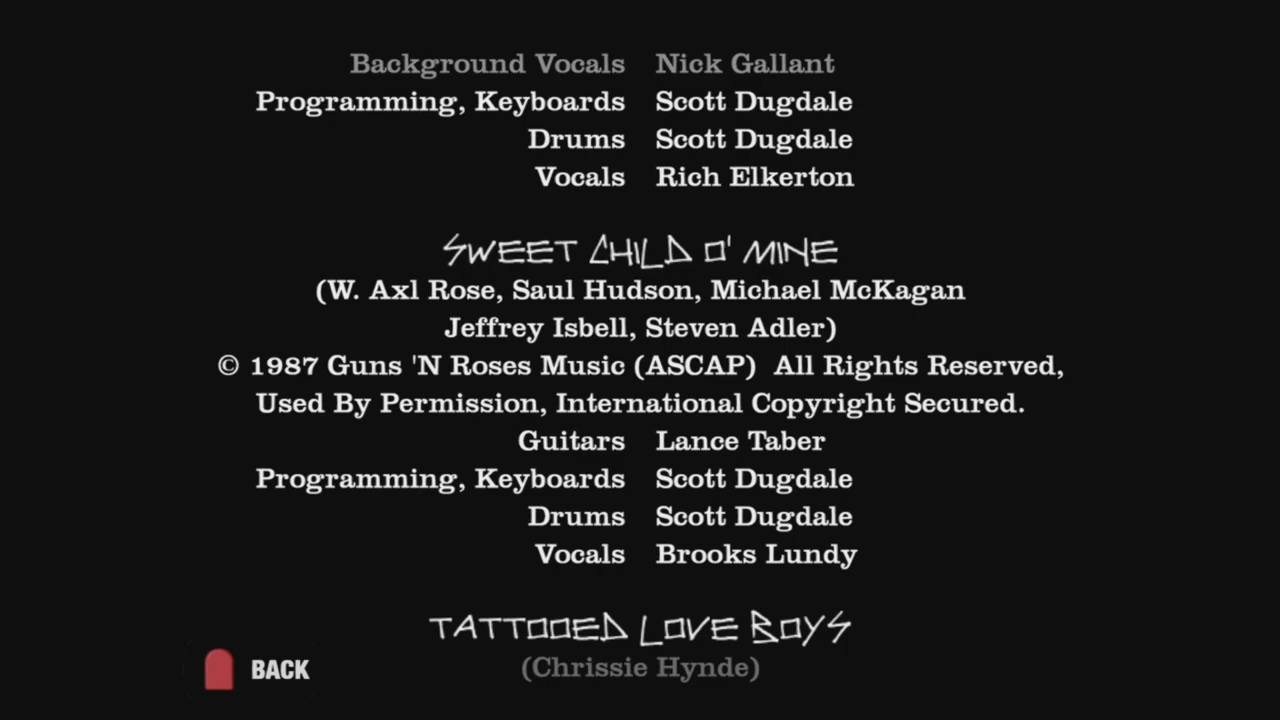 Background Vocals Nick Gallant
Programming, Keyboards Scott Dugdale
Drums Scott Dugdale
Vocals Rich Elkerton
SWEET CHILD O' MINE
(W. Axl Rose, Saul Hudson, Michael McKagan
Jeffrey Isbell, Steven Adler)
© 1987 Guns 'N Roses Music (ASCAP) All Rights Reserved,
Used By Permission, International Copyright Secured.
Guitars Lance Taber
Programming, Keyboards Scott Dugdale
Drums Scott Dugdale
Vocals Brooks Lundy
TATTOOED LOVE BOYS
(Chrissie Hynde)
BACK